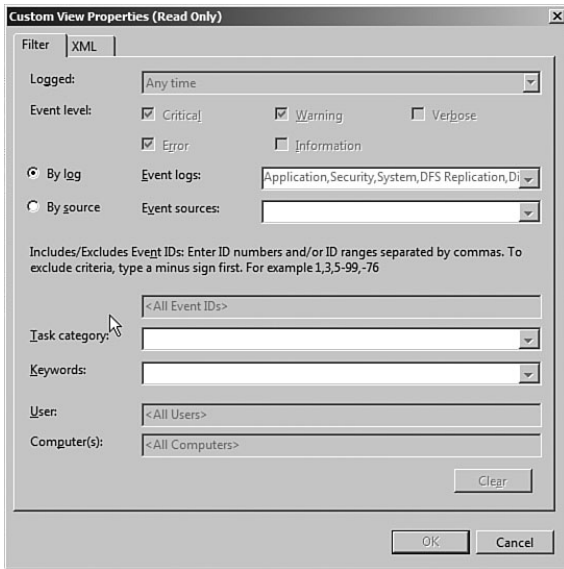 Custom View Properties (Read Only)
Filter XML
Logged: Any time
Event level: Critical Warning Verbose
Error Information
By log Event logs: Application,Security,System,DFS Replication,Di
By source Event sources:
Includes/Excludes Event IDs: Enter ID numbers and/or ID ranges separated by commas. To
exclude criteria, type a minus sign first. For example 1,3,5-99,-76
<All Event IDs>
Task category:
Keywords:
User: <All Users>
Computer(s): <All Computers>
Clear
OK Cancel